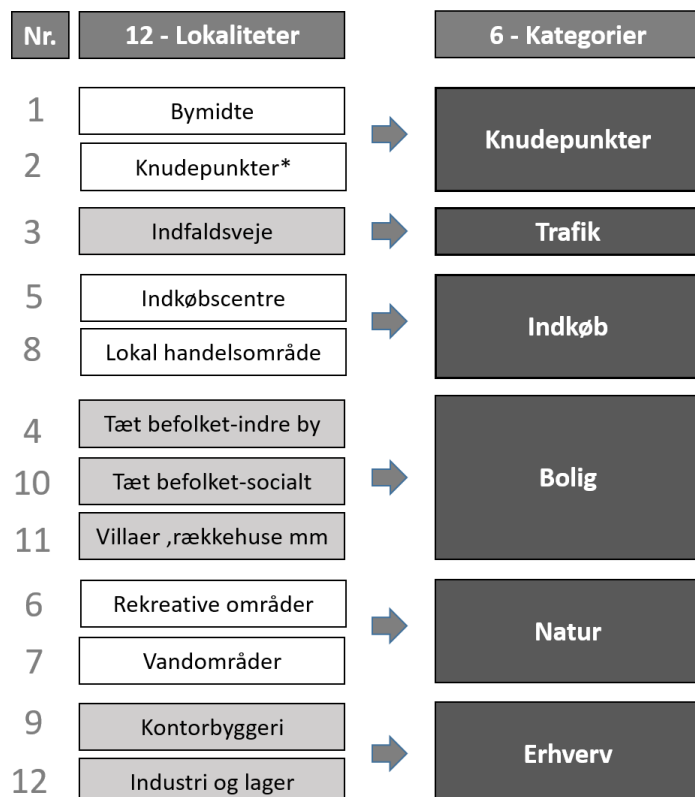 Nr. 12 - Lokaliteter 6 - Kategorier
1 Bymidte
Knudepunkter
2 Knudepunkter*
3 Indfaldsveje Trafik
5 Indkøbscentre
Indkøb
8 Lokal handelsområde
4 Tæt befolket-indre by
10 Tæt befolket-socialt Bolig
11 Villaer ,rækkehuse mm
6 Rekreative områder
Natur
7 Vandområder
9 Kontorbyggeri
Erhverv
12 Industri og lager